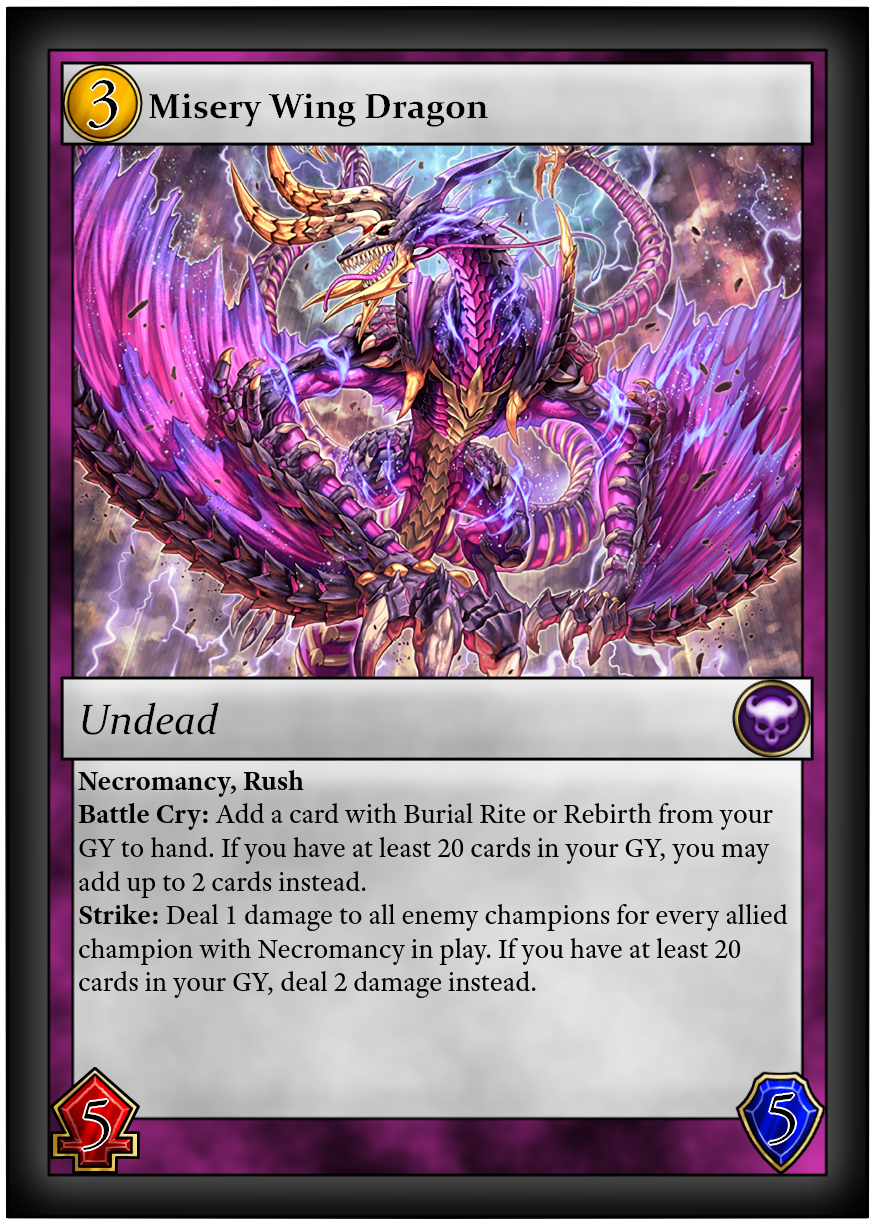 3 Misery Wing Dragon
Undead
Necromancy, Rush
Battle Cry: Add a card with Burial Rite or Rebirth from your
GY to hand. If you have at least 20 cards in your GY, you may
add up to 2 cards instead.
Strike: Deal 1 damage to all enemy champions for every allied
champion with Necromancy in play. If you have at least 20
cards in your GY, deal 2 damage instead.
5 5